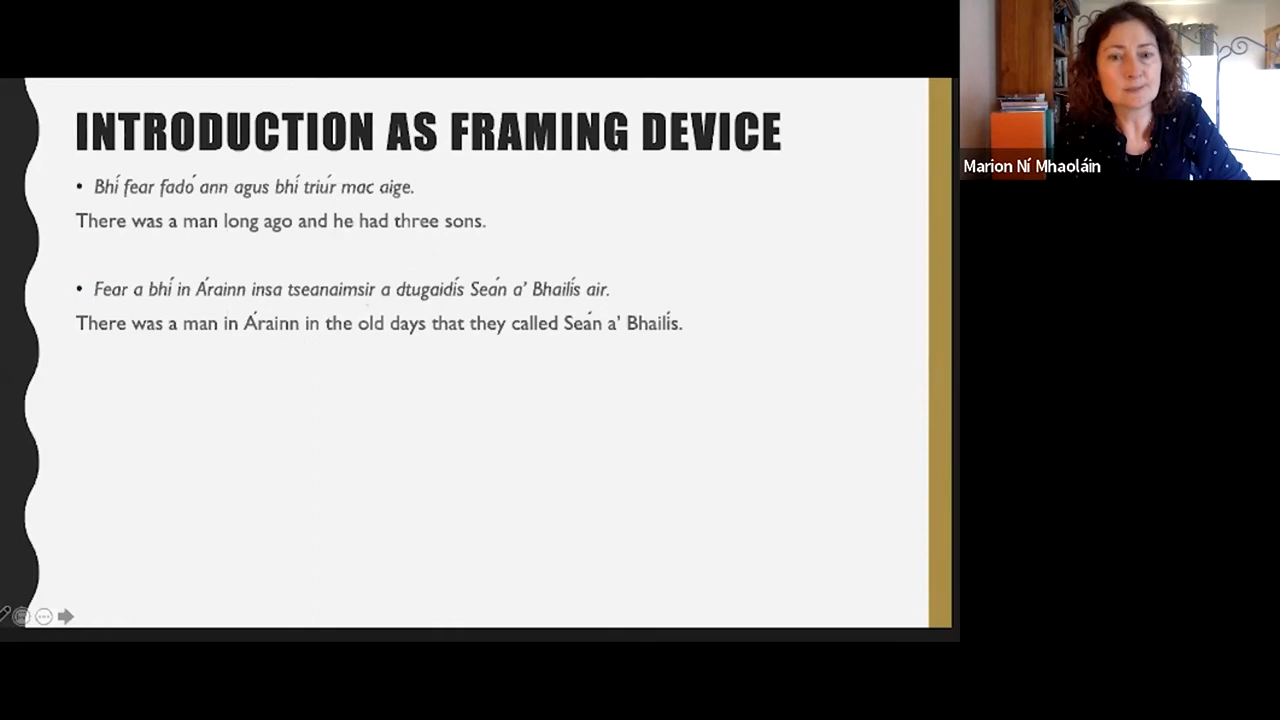 INTRODUCTION AS FRAMING DEVICE
• Bhí fear fadó ann agus bhí triúr mac aige.
There was a man long ago and he had three sons.
• Fear a bhí in Árainn insa tseanaimsir a dtugaidís Seán a' Bhailís air.
There was a man in Árainn in the old days that they called Seán a' Bhailís.
Marion Ní Mhaoláin